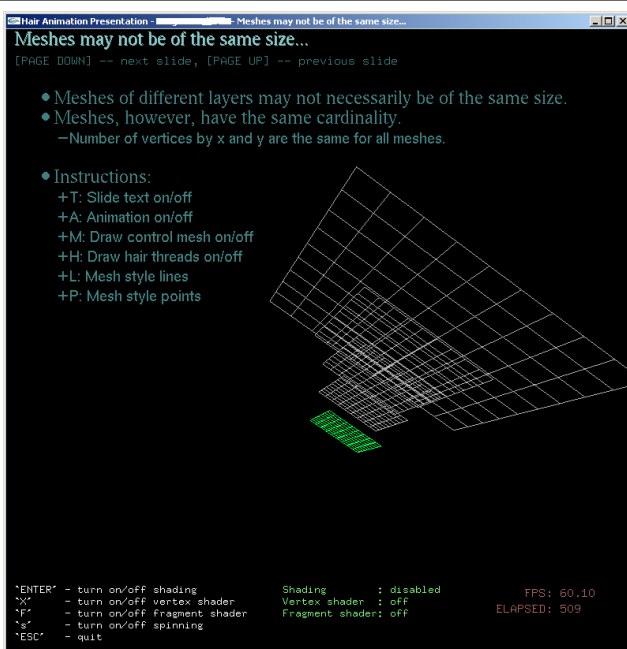 Hair Animation Presentation - - Meshes may not be of the same size...
Meshes may not be of the same size...
[PAGE DOWN] -- next slide, [PAGE UP] -- previous slide
● Meshes of different layers may not necessarily be of the same size.
● Meshes, however, have the same cardinality.
–Number of vertices by x and y are the same for all meshes.
● Instructions:
+T: Slide text on/off
+A: Animation on/off
+M: Draw control mesh on/off
+H: Draw hair threads on/off
+L: Mesh style lines
+P: Mesh style points
`ENTER´ - turn on/off shading Shading : disabled
`X´ - turn on/off vertex shader Vertex shader : off
`F´ - turn on/off fragment shader Fragment shader: off
`s´ - turn on/off spinning
`ESC´ - quit
FPS: 60.10
ELAPSED: 509